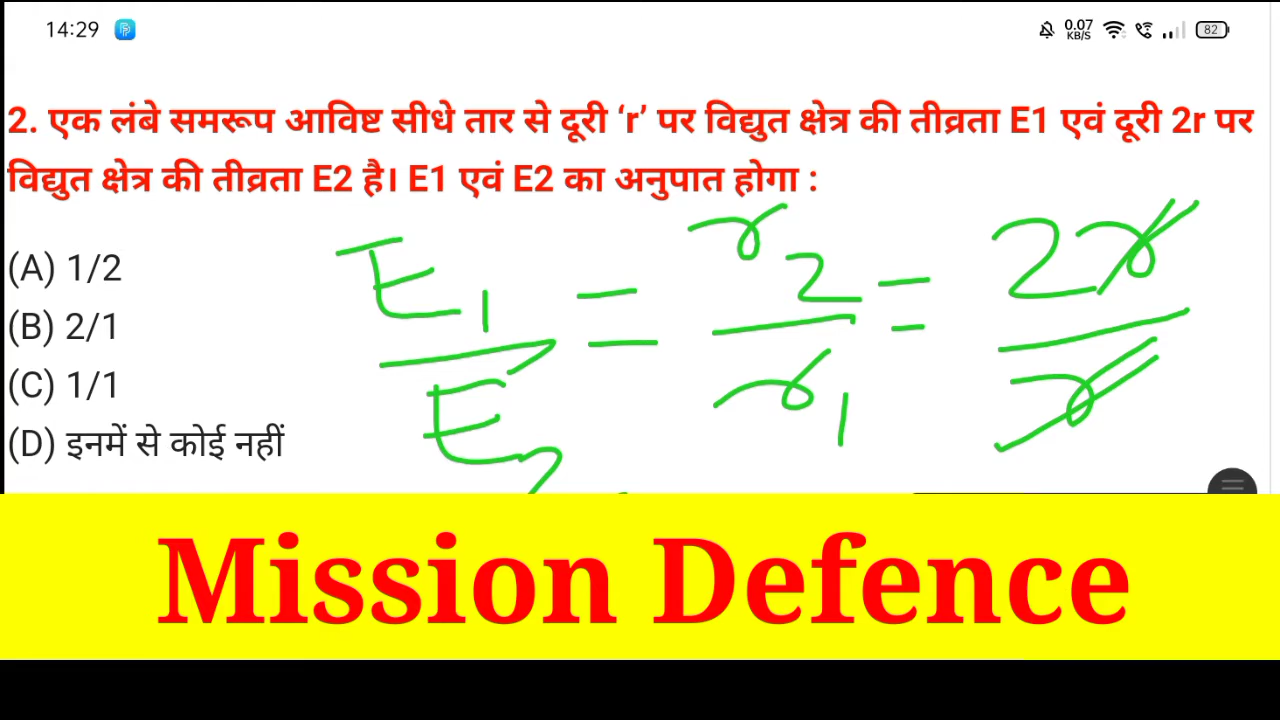 14:29
0.07
KB/S
82
2. एक लंबे समरूप आविष्ट सीधे तार से दूरी ‘r’ पर विद्युत क्षेत्र की तीव्रता E1 एवं दूरी 2r पर
विद्युत क्षेत्र की तीव्रता E2 है। E1 एवं E2 का अनुपात होगा :
(A) 1/2
(B) 2/1
(C) 1/1
(D) इनमें से कोई नहीं
E1/E2 = r2/r1 = 2r/r
Mission Defence